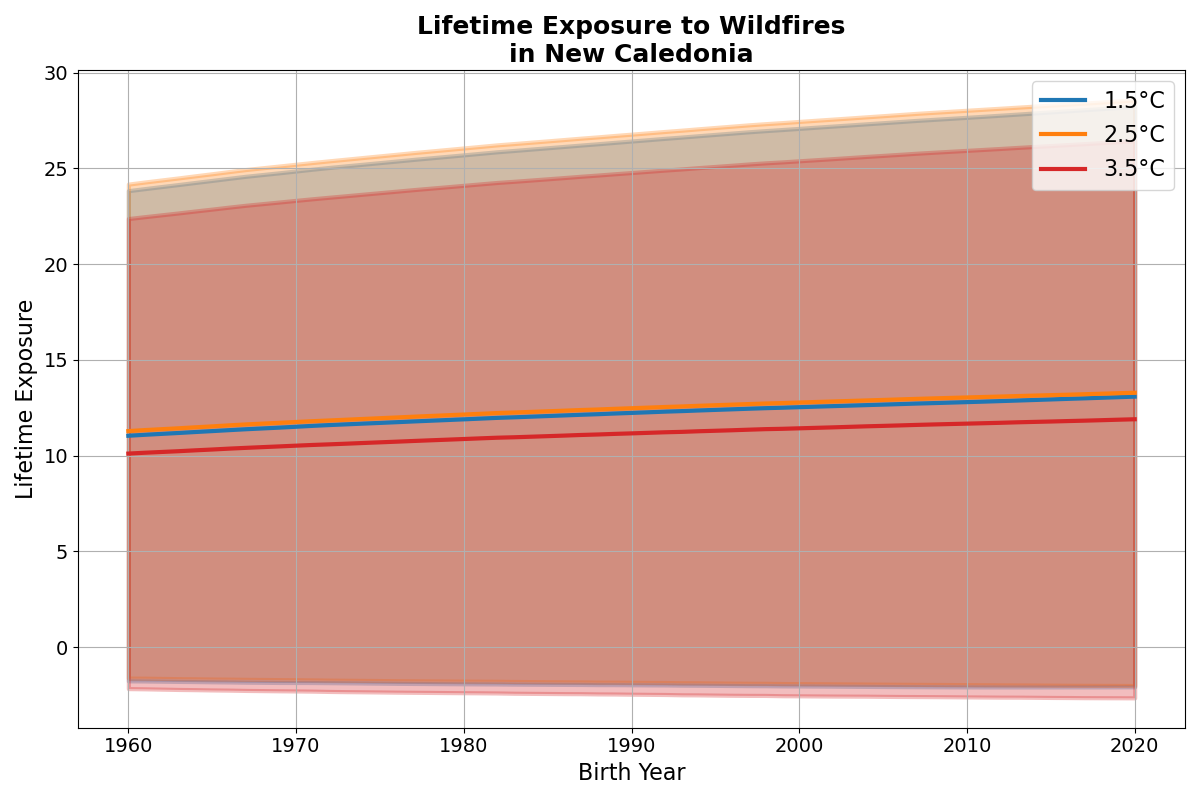 Lifetime Exposure to Wildfires
in New Caledonia
30
25
20
15
10
5
0
Lifetime Exposure
1.5°C
2.5°C
3.5°C
1960 1970 1980 1990 2000 2010 2020
Birth Year